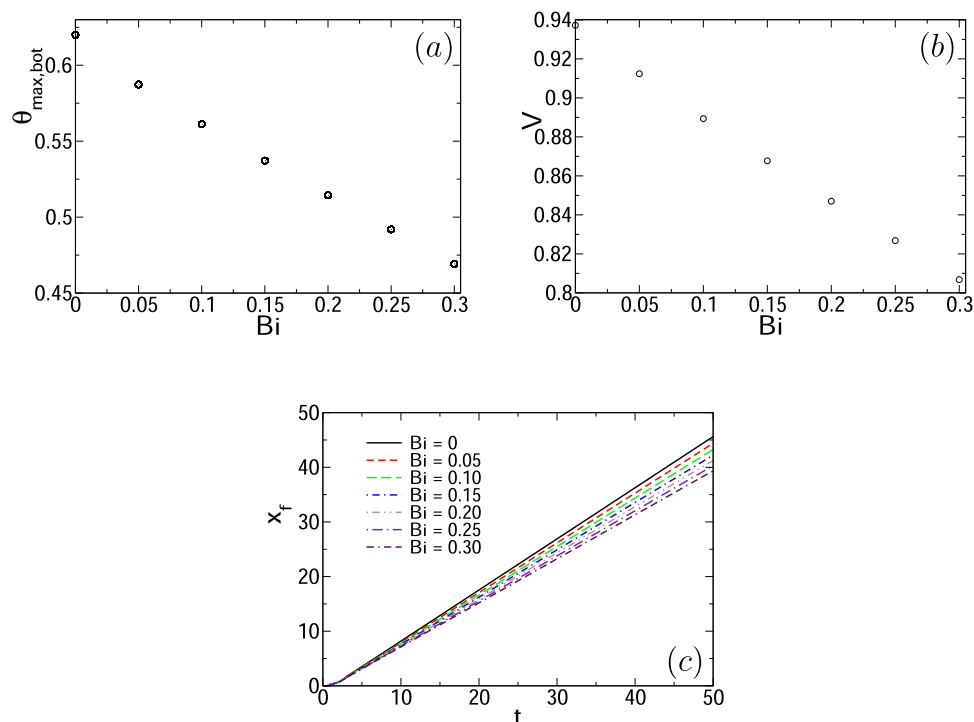 (a)
θmax,bot
0.6
0.55
0.5
0.45
0 0.05 0.1 0.15 0.2 0.25 0.3
Bi
(b)
V
0.94
0.92
0.9
0.88
0.86
0.84
0.82
0.8
0 0.05 0.1 0.15 0.2 0.25 0.3
Bi
50
40
30
20
10
0
xf
Bi = 0
Bi = 0.05
Bi = 0.10
Bi = 0.15
Bi = 0.20
Bi = 0.25
Bi = 0.30
(c)
0 10 20 30 40 50
t